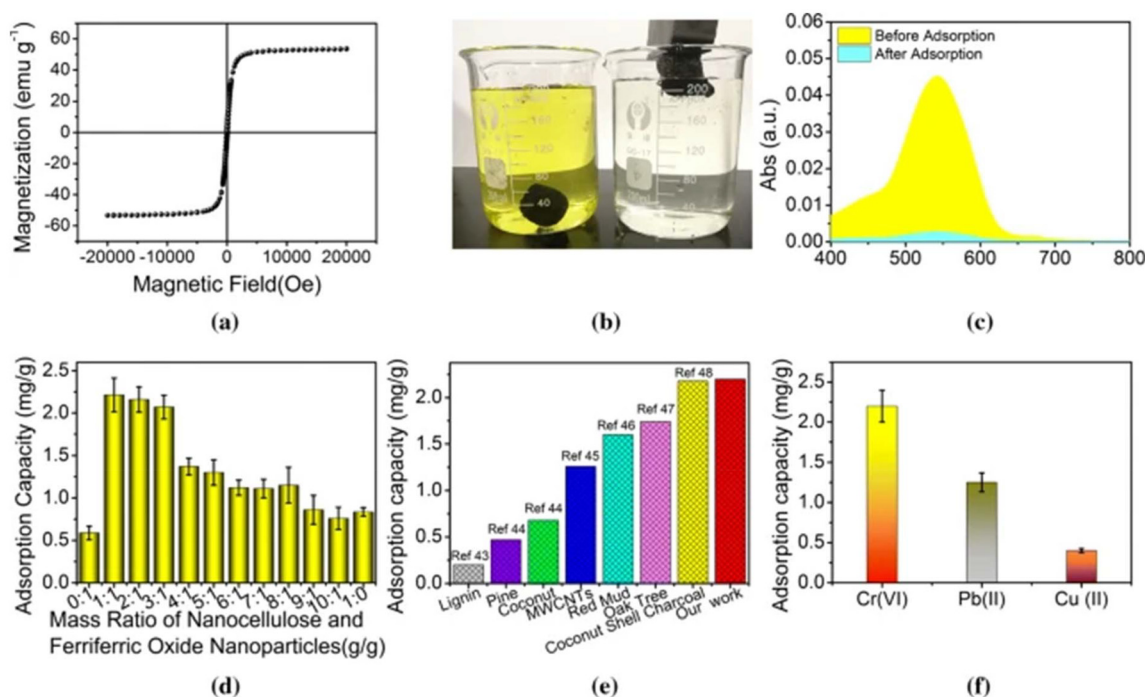 60
40
20
0
-20
-40
-60
Magnetization (emu g⁻¹)
-20000 -10000 0 10000 20000
Magnetic Field(Oe)
(a)
200
160
120
80
40
200
160
120
80
40
(b)
0.06
0.05
0.04
0.03
0.02
0.01
0.00
Abs (a.u.)
Before Adsorption
After Adsorption
400 500 600 700 800
(c)
2.5
2.0
1.5
1.0
0.5
0.0
Adsorption Capacity (mg/g)
0:1 1:1 2:1 3:1 4:1 5:1 6:1 7:1 8:1 9:1 10:1 1:0
Mass Ratio of Nanocellulose and
Ferriferric Oxide Nanoparticles(g/g)
(d)
2.0
1.5
1.0
0.5
0.0
Adsorption capacity (mg/g)
Ref 43 Ref 44 Ref 44 Ref 45 Ref 46 Ref 47 Ref 48
Lignin Pine Coconut MWCNTs Red Mud Oak Tree Coconut Shell Charcoal Our work
(e)
2.5
2.0
1.5
1.0
0.5
0.0
Adsorption capacity (mg/g)
Cr(VI) Pb(II) Cu (II)
(f)